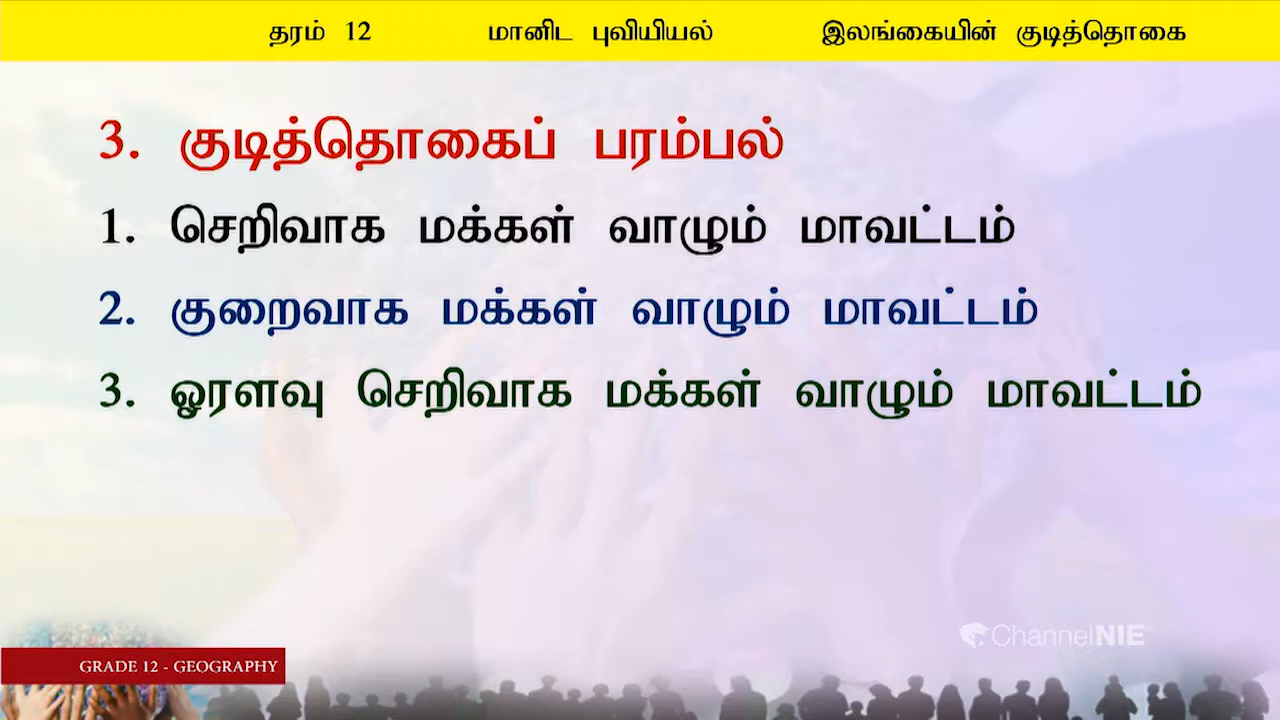 தரம் 12 மானிட புவியியல் இலங்கையின் குடித்தொகை
3. குடித்தொகைப் பரம்பல்
1. செறிவாக மக்கள் வாழும் மாவட்டம்
2. குறைவாக மக்கள் வாழும் மாவட்டம்
3. ஓரளவு செறிவாக மக்கள் வாழும் மாவட்டம்
ChannelNIE
GRADE 12 - GEOGRAPHY